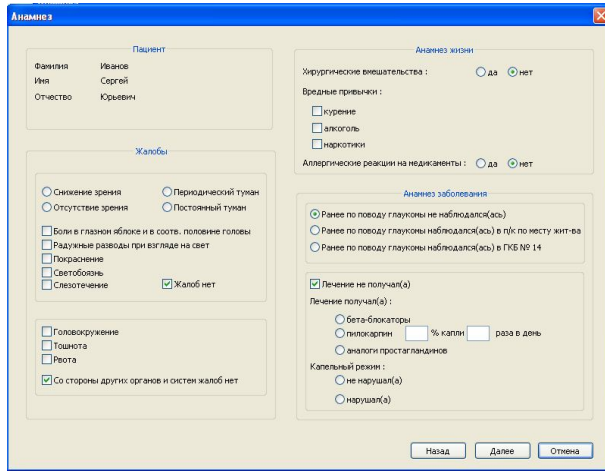 Анамнез
Пациент
Фамилия Иванов
Имя Сергей
Отчество Юрьевич
Жалобы
Снижение зрения Периодический туман
Отсутствие зрения Постоянный туман
Боли в глазном яблоке и в соотв. половине головы
Радужные разводы при взгляде на свет
Покраснение
Светобоязнь
Слезотечение Жалоб нет
Головокружение
Тошнота
Рвота
Со стороны других органов и систем жалоб нет
Анамнез жизни
Хирургические вмешательства : да нет
Вредные привычки :
курение
алкоголь
наркотики
Аллергические реакции на медикаменты : да нет
Анамнез заболевания
Ранее по поводу глаукомы не наблюдался(ась)
Ранее по поводу глаукомы наблюдался(ась) в п/к по месту жит-ва
Ранее по поводу глаукомы наблюдался(ась) в ГКБ № 14
Лечение не получал(а)
Лечение получал(а) :
бета-блокаторы
пилокарпин % капли раза в день
аналоги простагландинов
Капельный режим :
не нарушал(а)
нарушал(а)
Назад Далее Отмена